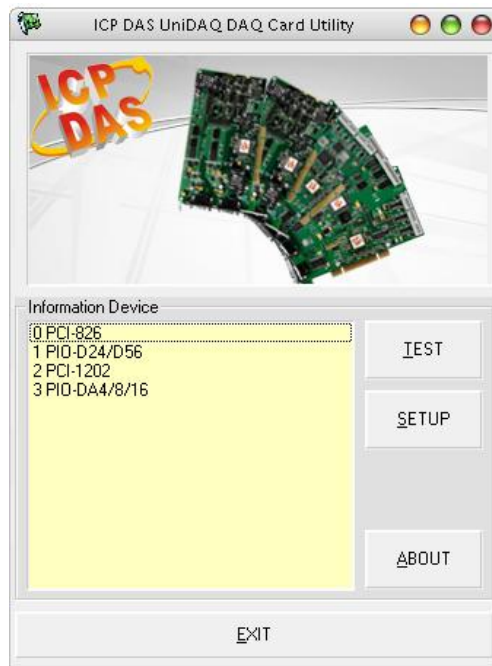 ICP DAS UniDAQ DAQ Card Utility
ICP
DAS
Information Device
0 PCI-826
1 PIO-D24/D56
2 PCI-1202
3 PIO-DA4/8/16
TEST
SETUP
ABOUT
EXIT